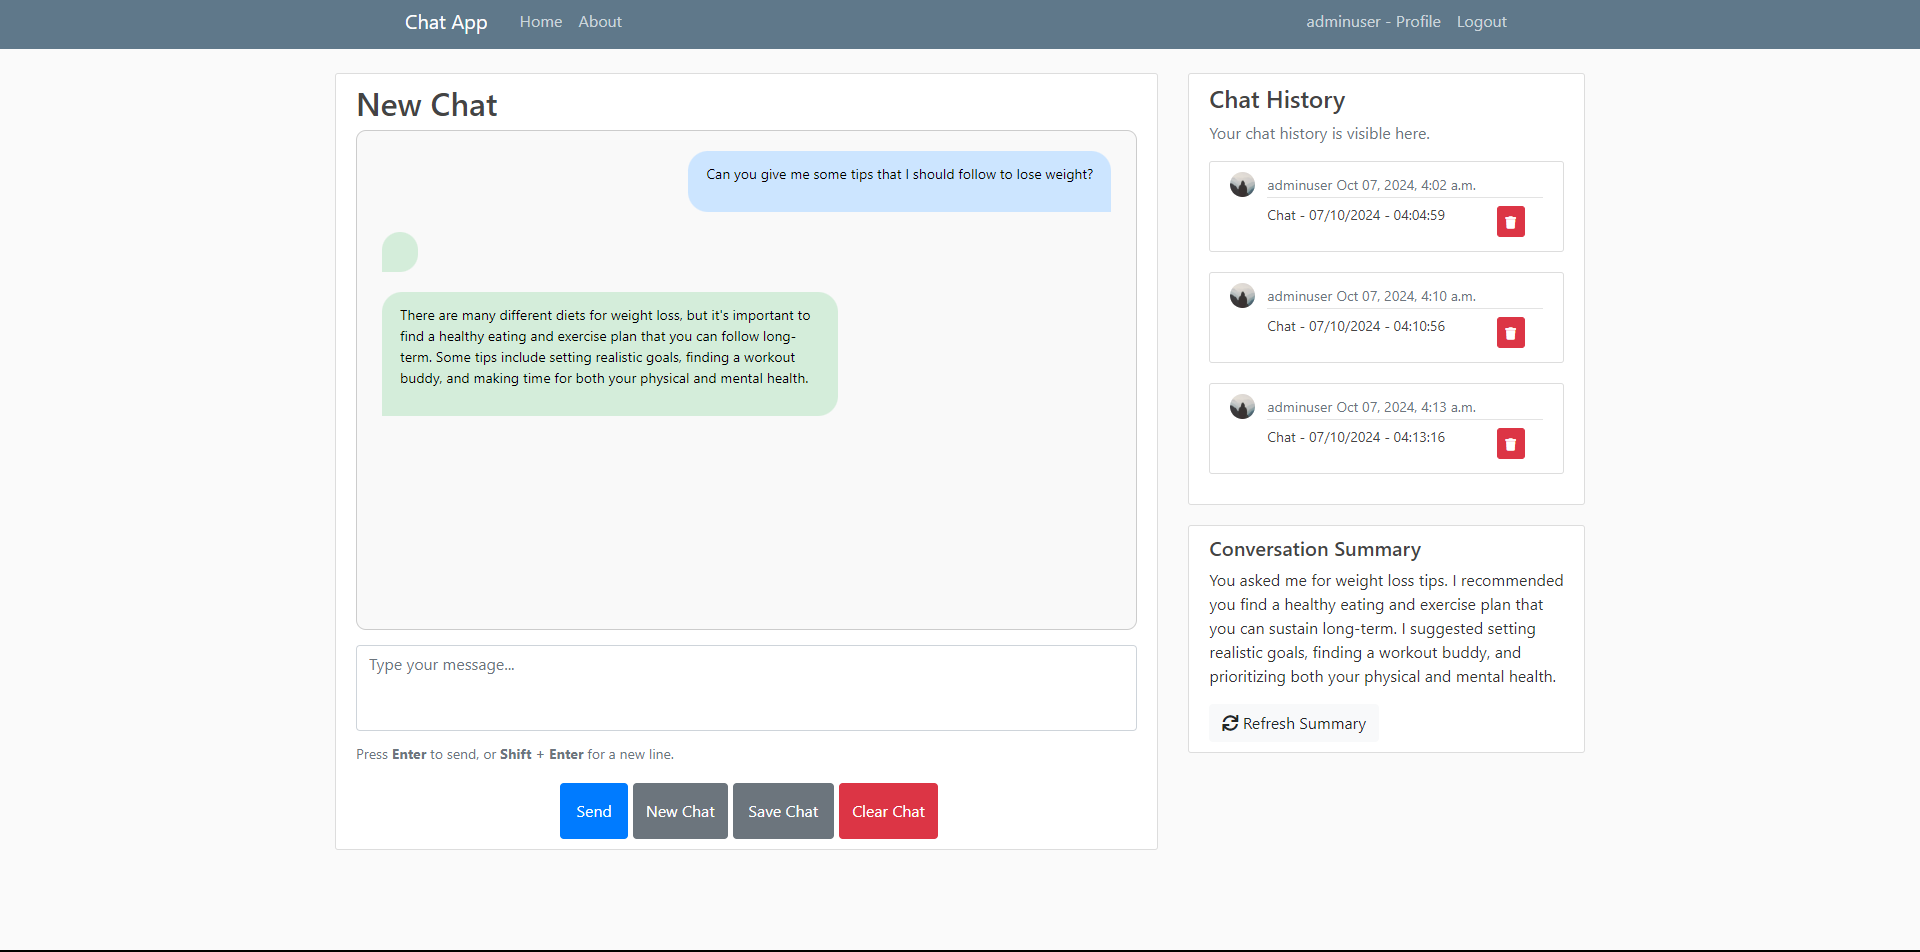 Chat App
Home
About
adminuser - Profile
Logout
New Chat
Can you give me some tips that I should follow to lose weight?
There are many different diets for weight loss, but it's important to
find a healthy eating and exercise plan that you can follow long-
term. Some tips include setting realistic goals, finding a workout
buddy, and making time for both your physical and mental health.
Type your message...
Press Enter to send, or Shift + Enter for a new line.
Send
New Chat
Save Chat
Clear Chat
Chat History
Your chat history is visible here.
adminuser Oct 07, 2024, 4:02 a.m.
Chat - 07/10/2024 - 04:04:59
adminuser Oct 07, 2024, 4:10 a.m.
Chat - 07/10/2024 - 04:10:56
adminuser Oct 07, 2024, 4:13 a.m.
Chat - 07/10/2024 - 04:13:16
Conversation Summary
You asked me for weight loss tips. I recommended
you find a healthy eating and exercise plan that
you can sustain long-term. I suggested setting
realistic goals, finding a workout buddy, and
prioritizing both your physical and mental health.
Refresh Summary